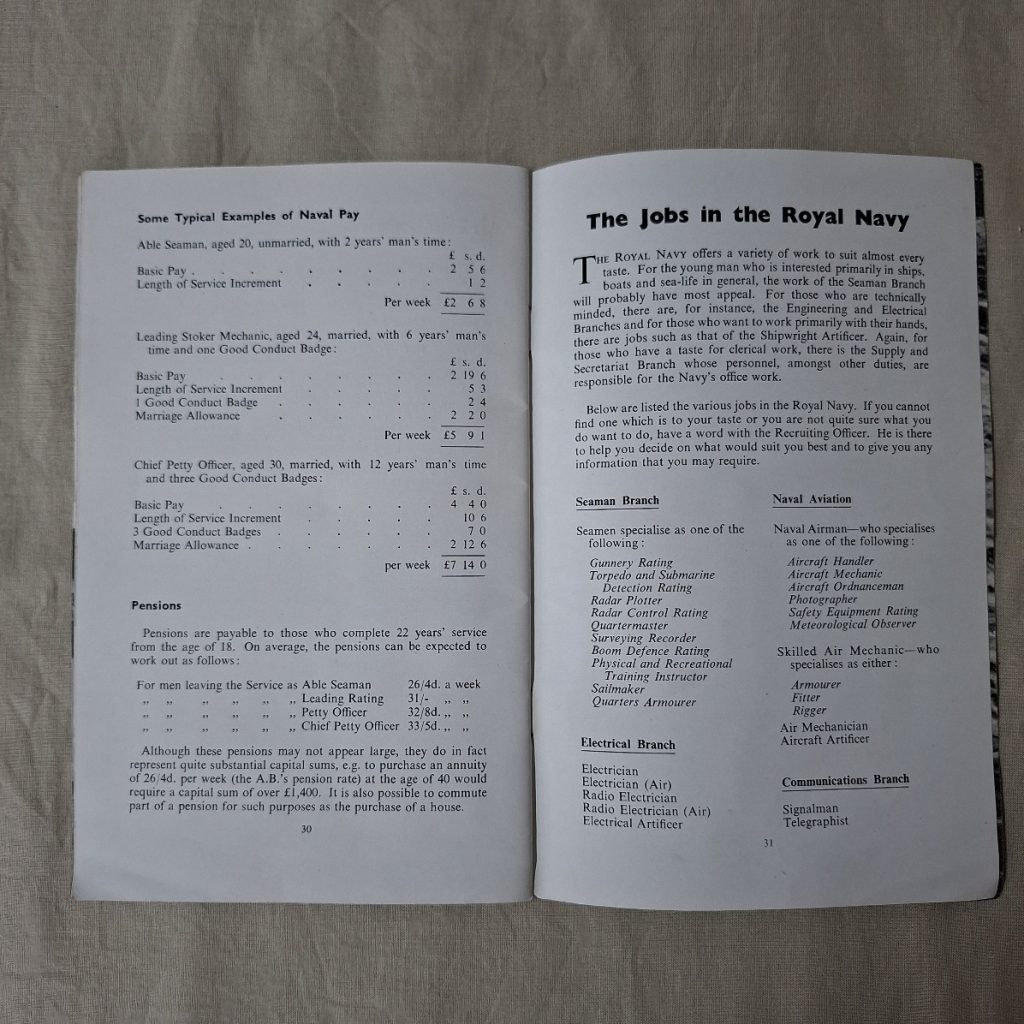 Some Typical Examples of Naval Pay
Able Seaman, aged 20, unmarried, with 2 years' man's time:
£ s. d.
Basic Pay . . . . . . . . 2 5 6
Length of Service Increment . . . . . 1 2
Per week £2 6 8
Leading Stoker Mechanic, aged 24, married, with 6 years' man's
time and one Good Conduct Badge:
£ s. d.
Basic Pay . . . . . . . 2 19 6
Length of Service Increment . . . . . 5 3
1 Good Conduct Badge . . . . . . 2 4
Marriage Allowance . . . . . . 2 2 0
Per week £5 9 1
Chief Petty Officer, aged 30, married, with 12 years' man's time
and three Good Conduct Badges:
£ s. d.
Basic Pay . . . . . . . 4 4 0
Length of Service Increment . . . . . 10 6
3 Good Conduct Badges . . . . . . 7 0
Marriage Allowance . . . . . . . 2 12 6
per week £7 14 0
Pensions
Pensions are payable to those who complete 22 years' service
from the age of 18. On average, the pensions can be expected to
work out as follows:
For men leaving the Service as Able Seaman 26/4d. a week
„ „ „ „ „ „ Leading Rating 31/- „ „
„ „ „ „ „ „ Petty Officer 32/8d. „ „
„ „ „ „ „ „ Chief Petty Officer 33/5d. „ „
Although these pensions may not appear large, they do in fact
represent quite substantial capital sums, e.g. to purchase an annuity
of 26/4d. per week (the A.B.'s pension rate) at the age of 40 would
require a capital sum of over £1,400. It is also possible to commute
part of a pension for such purposes as the purchase of a house.
30
The Jobs in the Royal Navy
THE ROYAL NAVY offers a variety of work to suit almost every
taste. For the young man who is interested primarily in ships,
boats and sea-life in general, the work of the Seaman Branch
will probably have most appeal. For those who are technically
minded, there are, for instance, the Engineering and Electrical
Branches and for those who want to work primarily with their hands,
there are jobs such as that of the Shipwright Artificer. Again, for
those who have a taste for clerical work, there is the Supply and
Secretariat Branch whose personnel, amongst other duties, are
responsible for the Navy's office work.
Below are listed the various jobs in the Royal Navy. If you cannot
find one which is to your taste or you are not quite sure what you
do want to do, have a word with the Recruiting Officer. He is there
to help you decide on what would suit you best and to give you any
information that you may require.
Seaman Branch
Seamen specialise as one of the
following:
Gunnery Rating
Torpedo and Submarine
Detection Rating
Radar Plotter
Radar Control Rating
Quartermaster
Surveying Recorder
Boom Defence Rating
Physical and Recreational
Training Instructor
Sailmaker
Quarters Armourer
Electrical Branch
Electrician
Electrician (Air)
Radio Electrician
Radio Electrician (Air)
Electrical Artificer
Naval Aviation
Naval Airman—who specialises
as one of the following:
Aircraft Handler
Aircraft Mechanic
Aircraft Ordnanceman
Photographer
Safety Equipment Rating
Meteorological Observer
Skilled Air Mechanic—who
specialises as either:
Armourer
Fitter
Rigger
Air Mechanician
Aircraft Artificer
Communications Branch
Signalman
Telegraphist
31